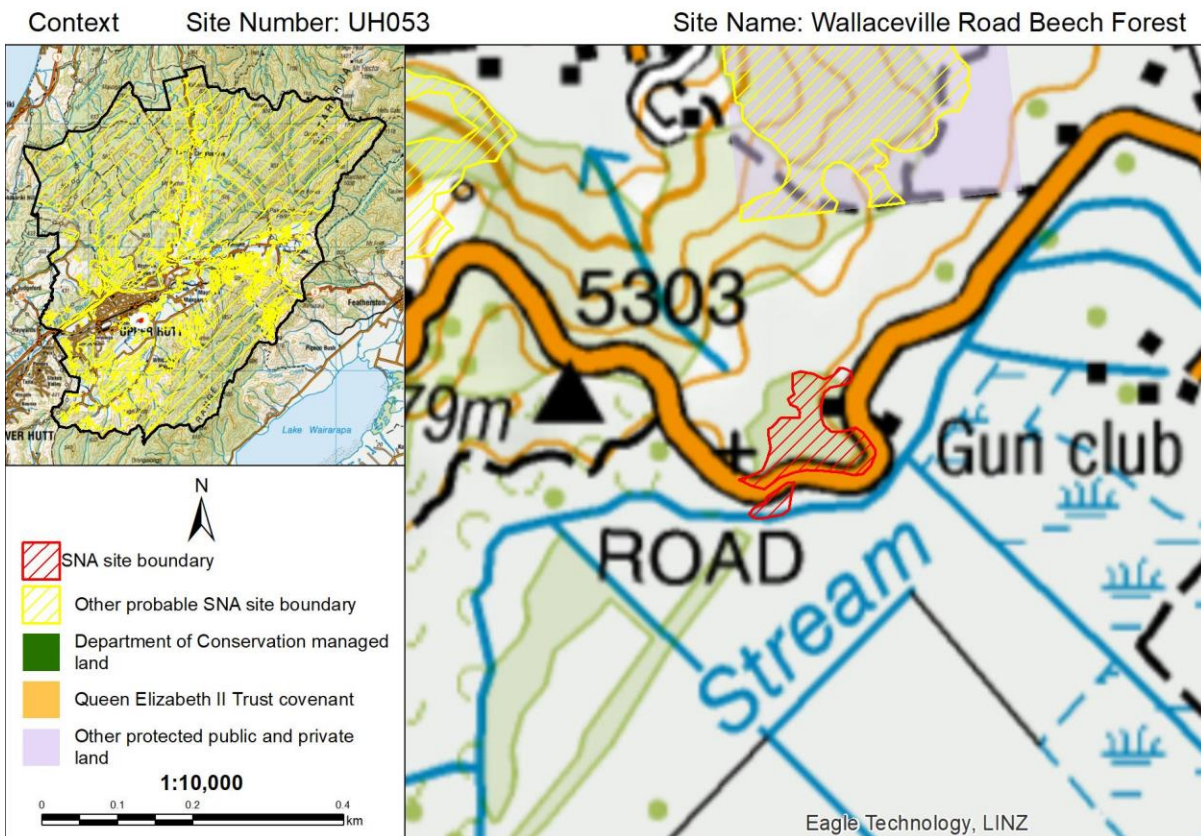 Context Site Number: UH053 Site Name: Wallaceville Road Beech Forest
UPPER HUTT
Featherston
Lake Wairarapa
N
SNA site boundary
Other probable SNA site boundary
Department of Conservation managed
land
Queen Elizabeth II Trust covenant
Other protected public and private
land
1:10,000
0 0.1 0.2 0.4
km
5303
79m
Gun club
ROAD
Stream
Eagle Technology, LINZ